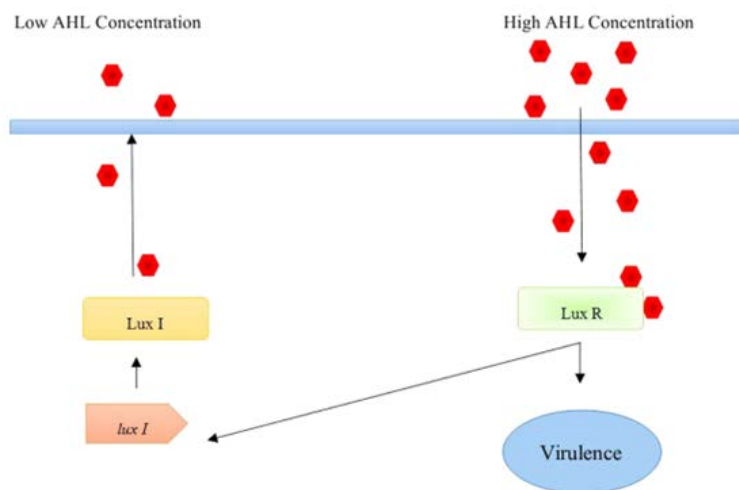 Low AHL Concentration
High AHL Concentration
Lux I
Lux R
lux I
Virulence